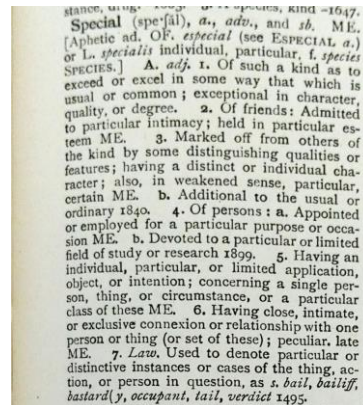 species, kind –1647.
Special (spe·ʃăl), a., adv., and sb. ME.
[Aphetic ad. OF. especial (see ESPECIAL a.)
or L. specialis individual, particular, f. species
SPECIES.] A. adj. 1. Of such a kind as to
exceed or excel in some way that which is
usual or common ; exceptional in character,
quality, or degree. 2. Of friends: Admitted
to particular intimacy; held in particular es-
teem ME. 3. Marked off from others of
the kind by some distinguishing qualities or
features; having a distinct or individual cha-
racter; also, in weakened sense, particular,
certain ME. b. Additional to the usual or
ordinary 1840. 4. Of persons : a. Appointed
or employed for a particular purpose or occa-
sion ME. b. Devoted to a particular or limited
field of study or research 1899. 5. Having an
individual, particular, or limited application,
object, or intention; concerning a single per-
son, thing, or circumstance, or a particular
class of these ME. 6. Having close, intimate,
or exclusive connexion or relationship with one
person or thing (or set of these) ; peculiar. late
ME. 7. Law. Used to denote particular or
distinctive instances or cases of the thing, ac-
tion, or person in question, as s. bail, bailiff,
bastard(y, occupant, tail, verdict 1495.